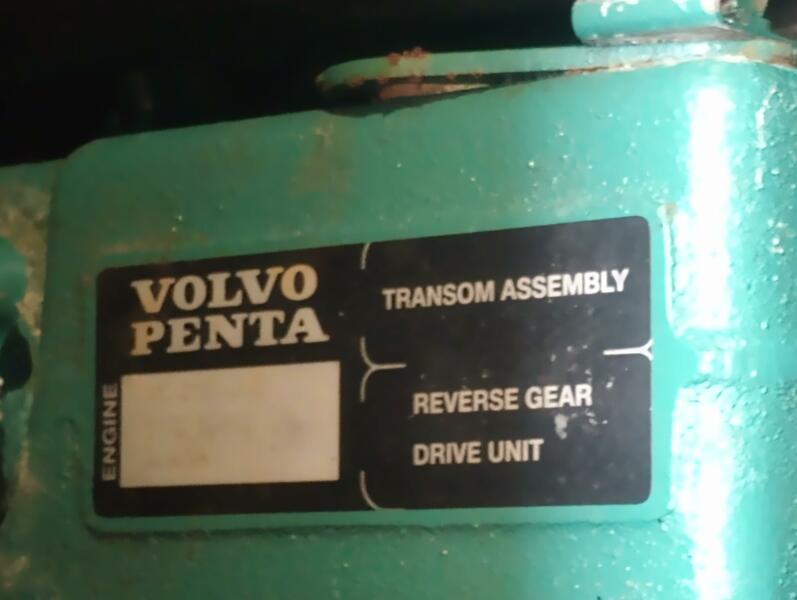 VOLVO
PENTA
ENGINE
TRANSOM ASSEMBLY
REVERSE GEAR
DRIVE UNIT